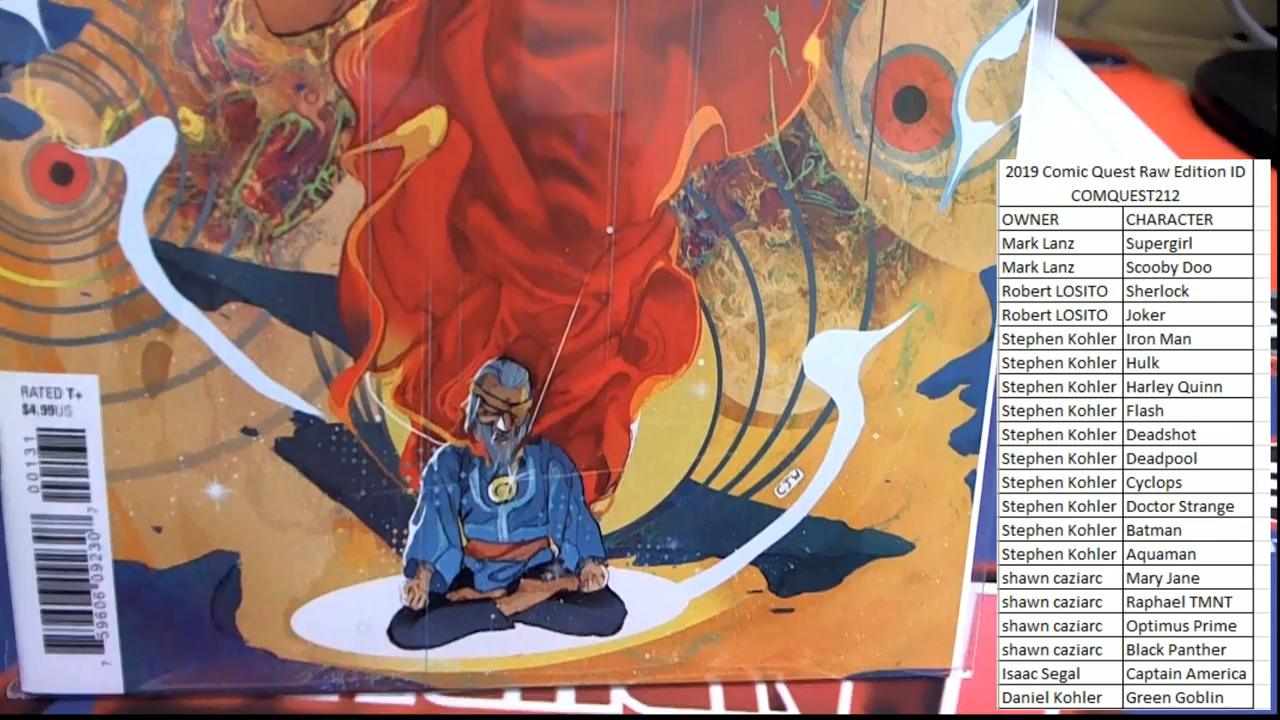 RATED T+
$4.99US
00131
7 59606 09230 7
CJW
2019 Comic Quest Raw Edition ID
COMQUEST212
OWNER CHARACTER
Mark Lanz Supergirl
Mark Lanz Scooby Doo
Robert LOSITO Sherlock
Robert LOSITO Joker
Stephen Kohler Iron Man
Stephen Kohler Hulk
Stephen Kohler Harley Quinn
Stephen Kohler Flash
Stephen Kohler Deadshot
Stephen Kohler Deadpool
Stephen Kohler Cyclops
Stephen Kohler Doctor Strange
Stephen Kohler Batman
Stephen Kohler Aquaman
shawn caziarc Mary Jane
shawn caziarc Raphael TMNT
shawn caziarc Optimus Prime
shawn caziarc Black Panther
Isaac Segal Captain America
Daniel Kohler Green Goblin